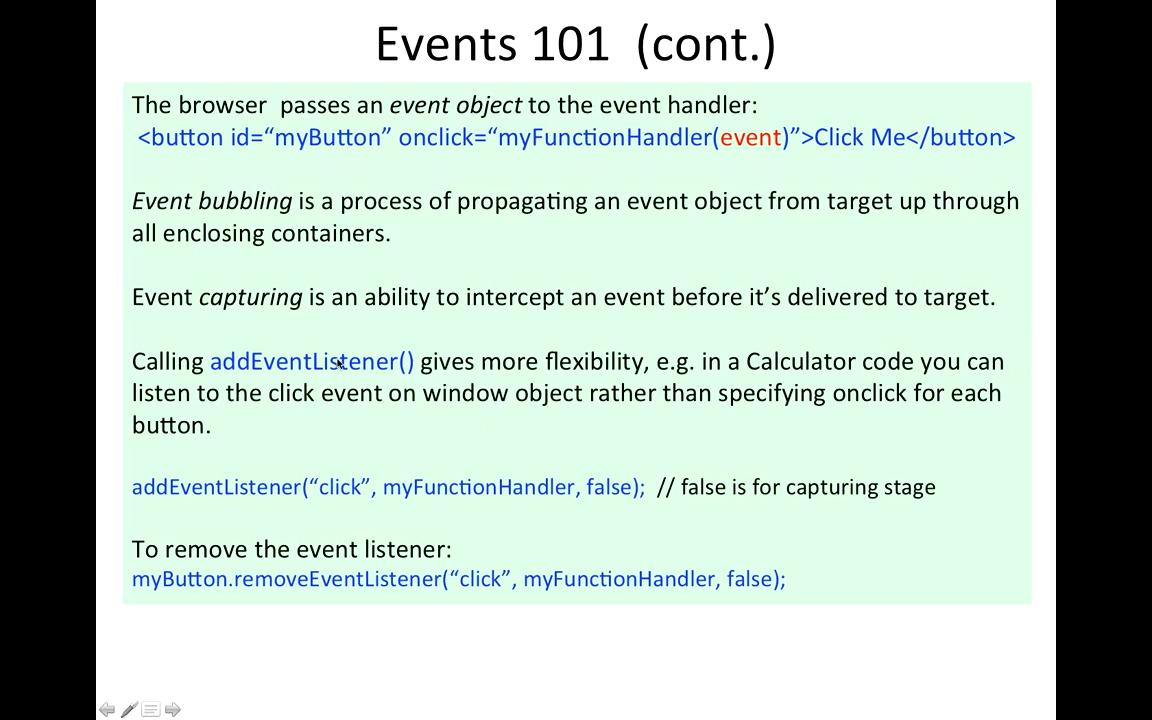 Events 101  (cont.)
The browser  passes an event object to the event handler:
<button id=“myButton” onclick=“myFunctionHandler(event)”>Click Me</button>
Event bubbling is a process of propagating an event object from target up through
all enclosing containers.
Event capturing is an ability to intercept an event before it’s delivered to target.
Calling addEventListener() gives more flexibility, e.g. in a Calculator code you can
listen to the click event on window object rather than specifying onclick for each
button.
addEventListener(“click”, myFunctionHandler, false);  // false is for capturing stage
To remove the event listener:
myButton.removeEventListener(“click”, myFunctionHandler, false);